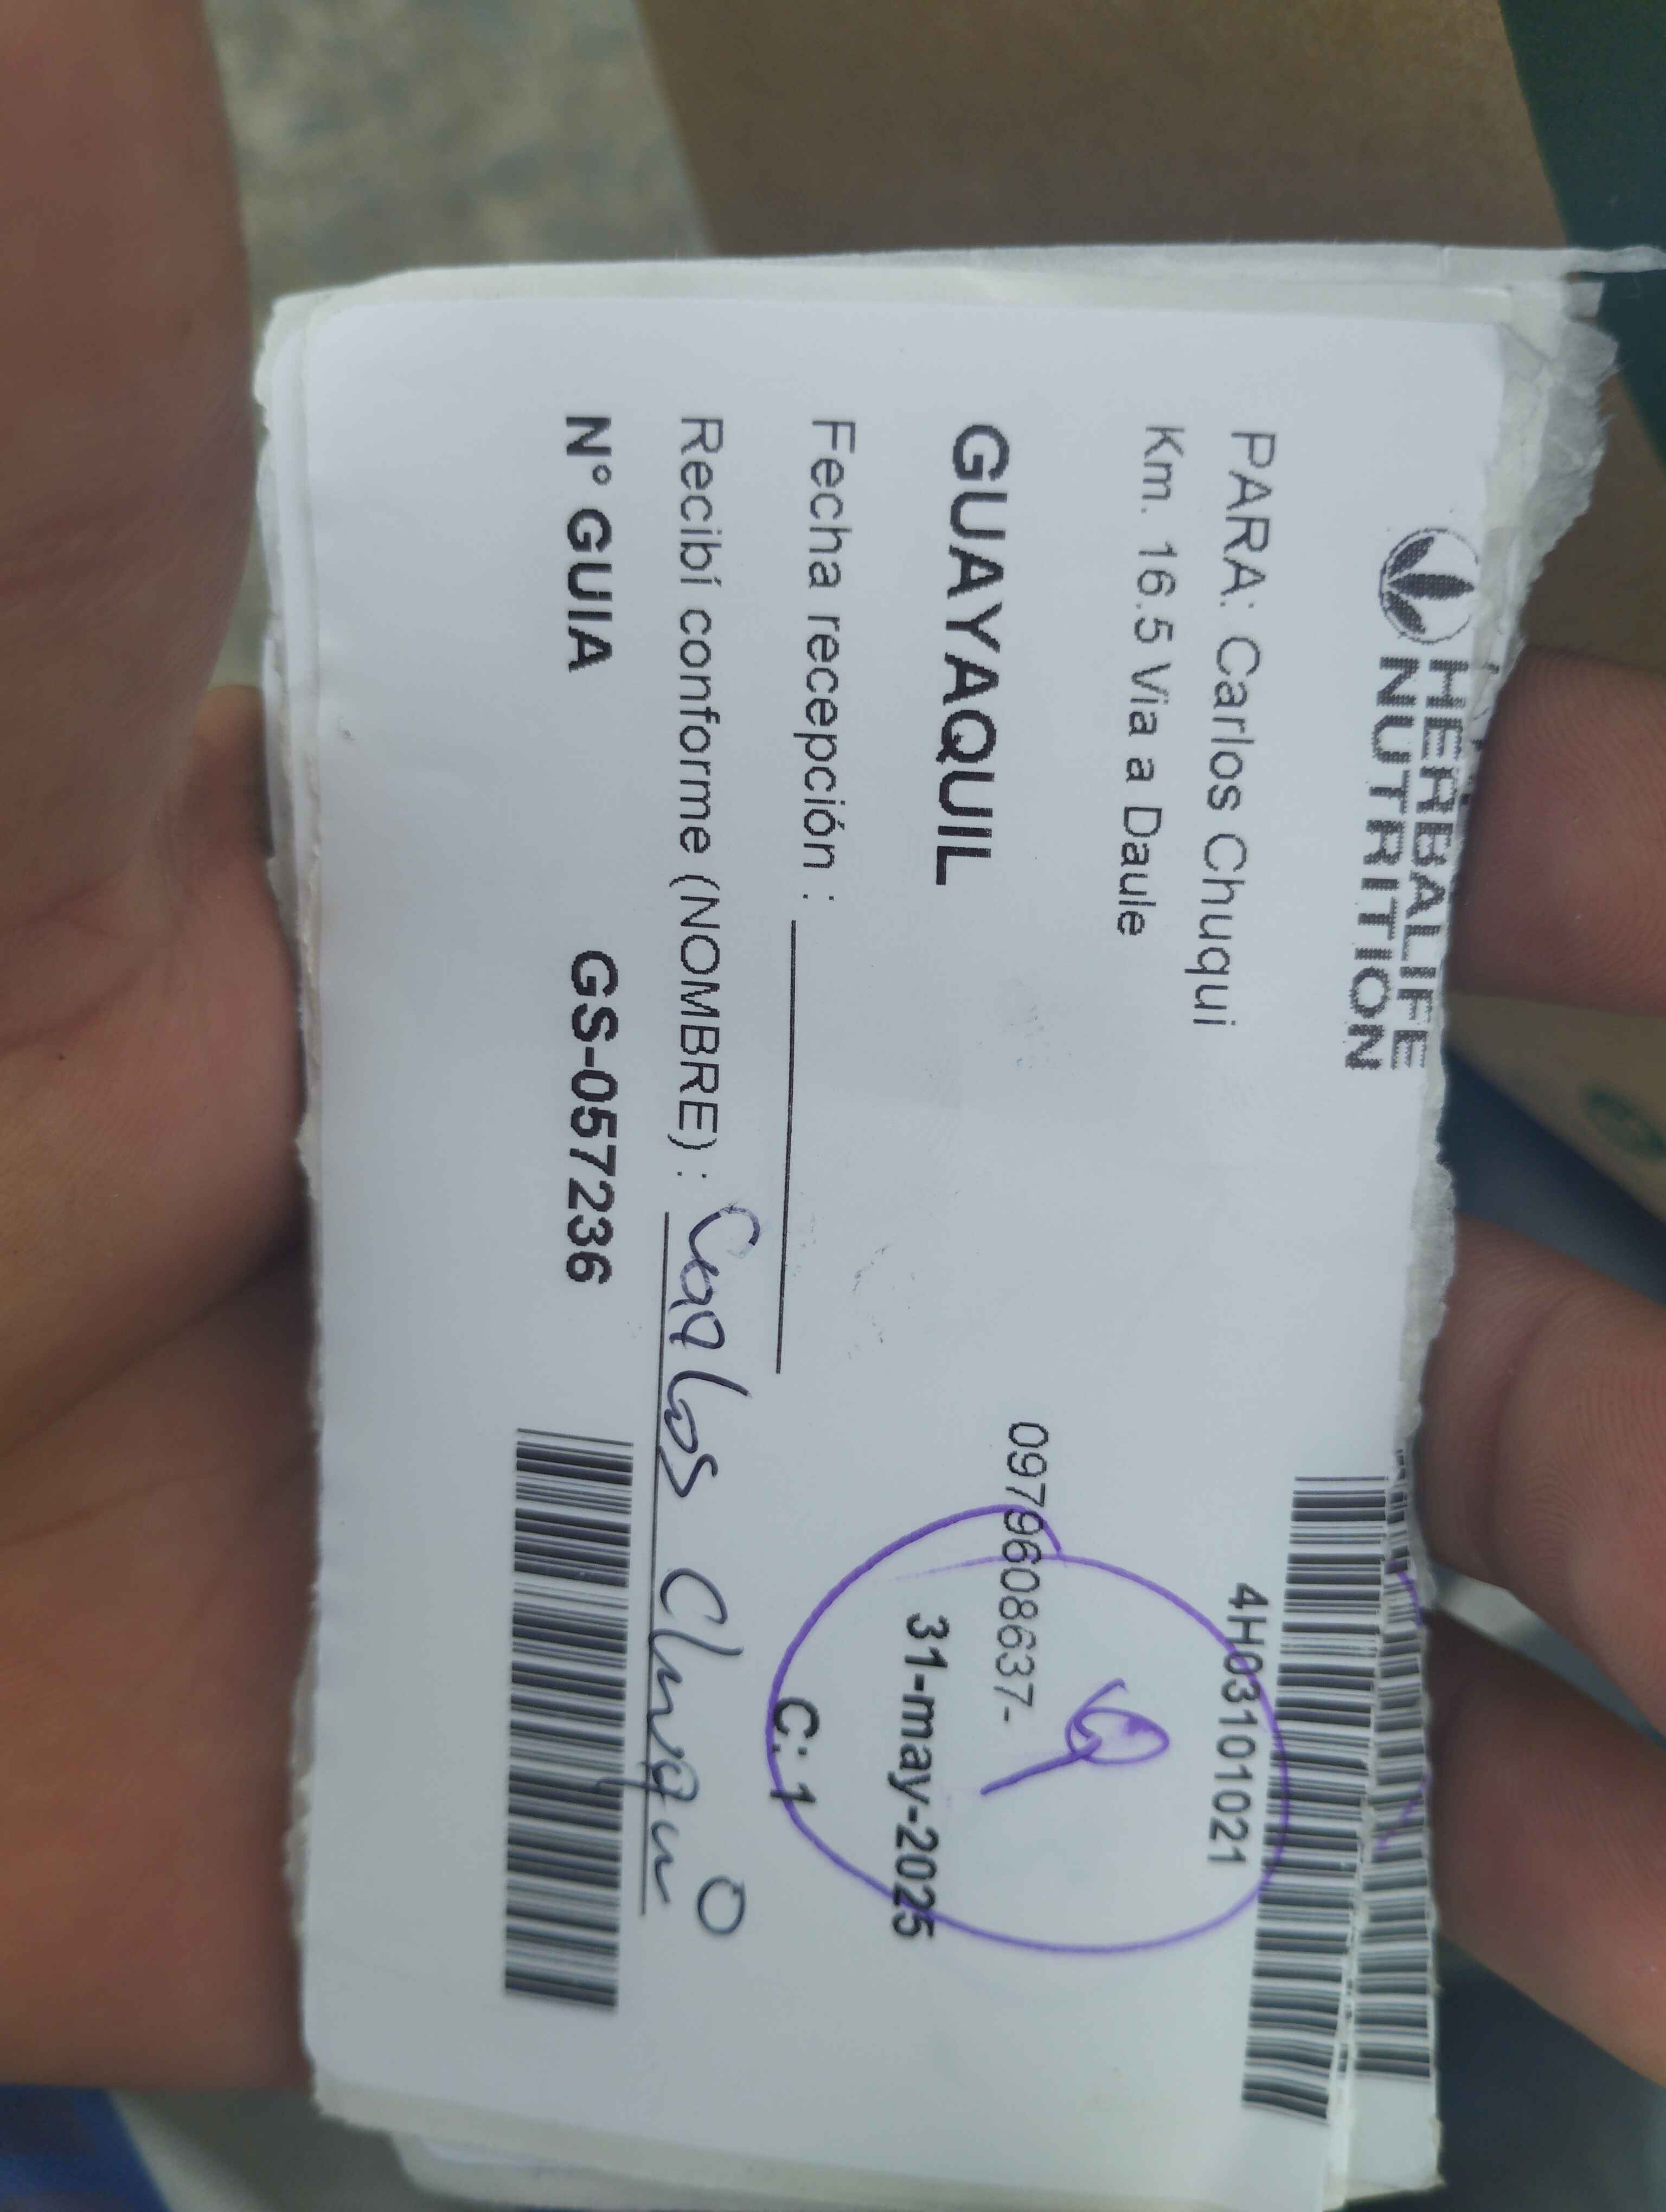 HERBALIFE
NUTRITION
4H03101021
PARA: Carlos Chuqui
Km. 16.5 Via a Daule
0979608637-
GUAYAQUIL
31-may-2025
Fecha recepción :
C: 1
Recibí conforme (NOMBRE) : Carlos Chuqui
N° GUIA GS-057236